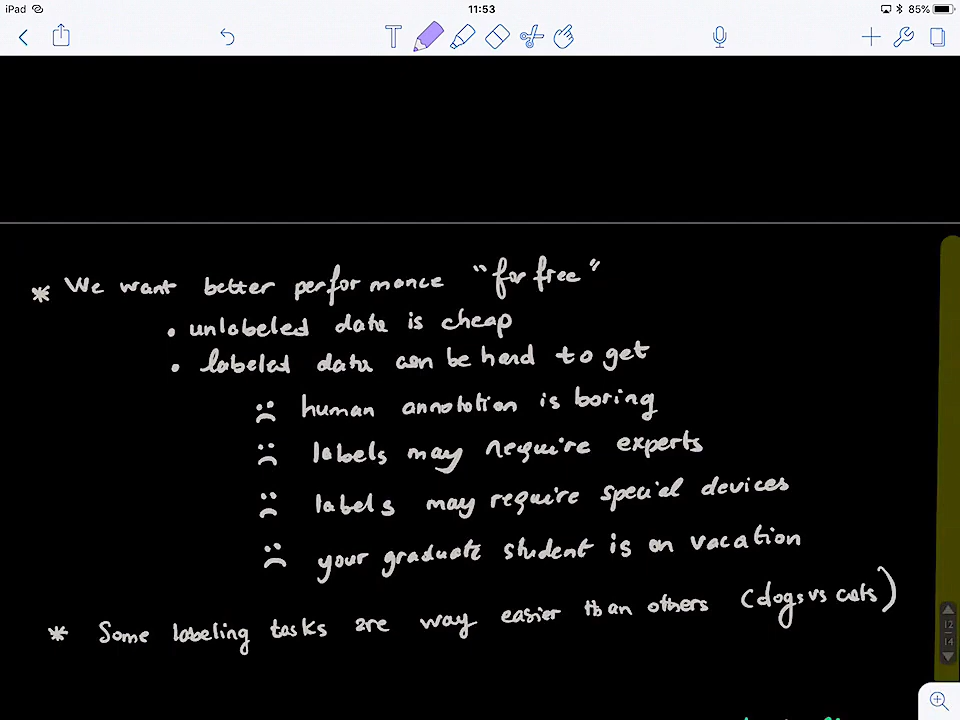 iPad 11:53 85%
T
* We want better performance "for free"
• unlabeled data is cheap
• labeled data can be hard to get
☹ human annotation is boring
☹ labels may require experts
☹ labels may require special devices
☹ your graduate student is on vacation
* Some labeling tasks are way easier than others (dogs vs cats)
12
14